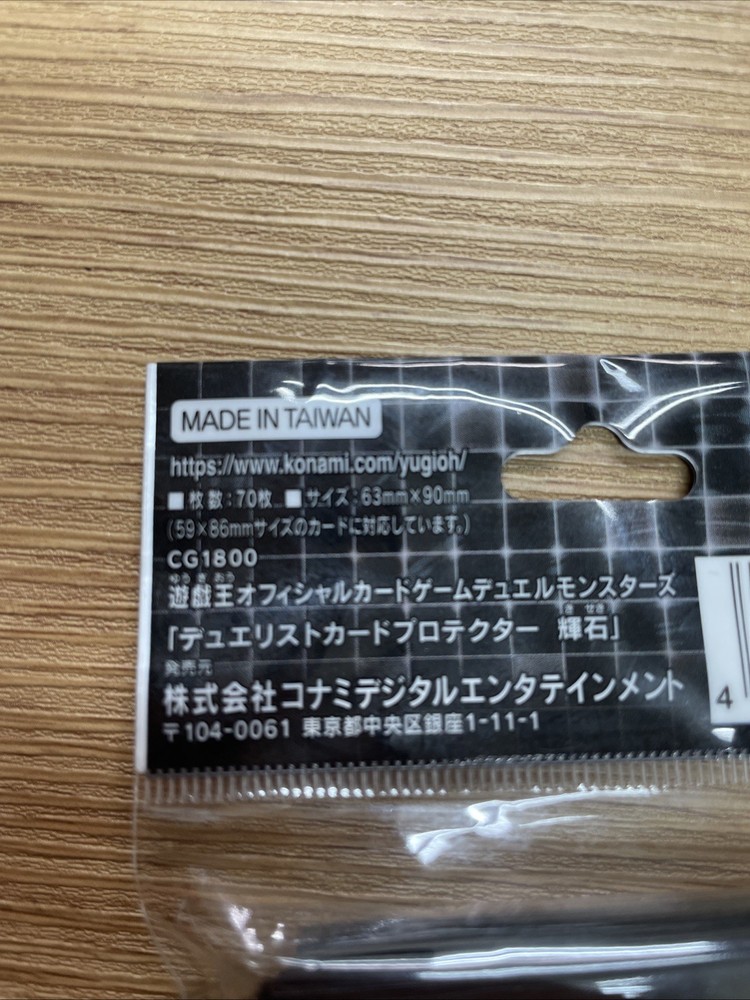 MADE IN TAIWAN
https://www.konami.com/yugioh/
■枚数:70枚 ■サイズ:63mm×90mm
(59×86mmサイズのカードに対応しています。)
CG1800
ゆうぎおう
遊戯王オフィシャルカードゲームデュエルモンスターズ
きせき
「デュエリストカードプロテクター 輝石」
発売元
株式会社コナミデジタルエンタテインメント
〒104-0061 東京都中央区銀座1-11-1
4